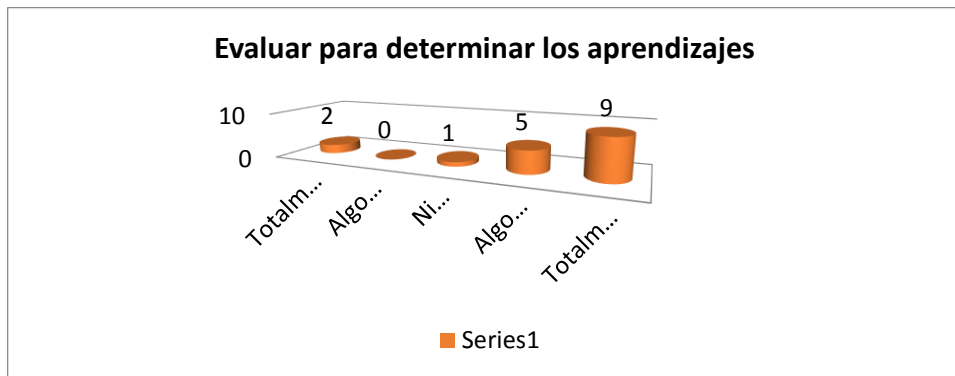 Evaluar para determinar los aprendizajes
10
0
2
0
1
5
9
Totalm...
Algo...
Ni...
Algo...
Totalm...
Series1